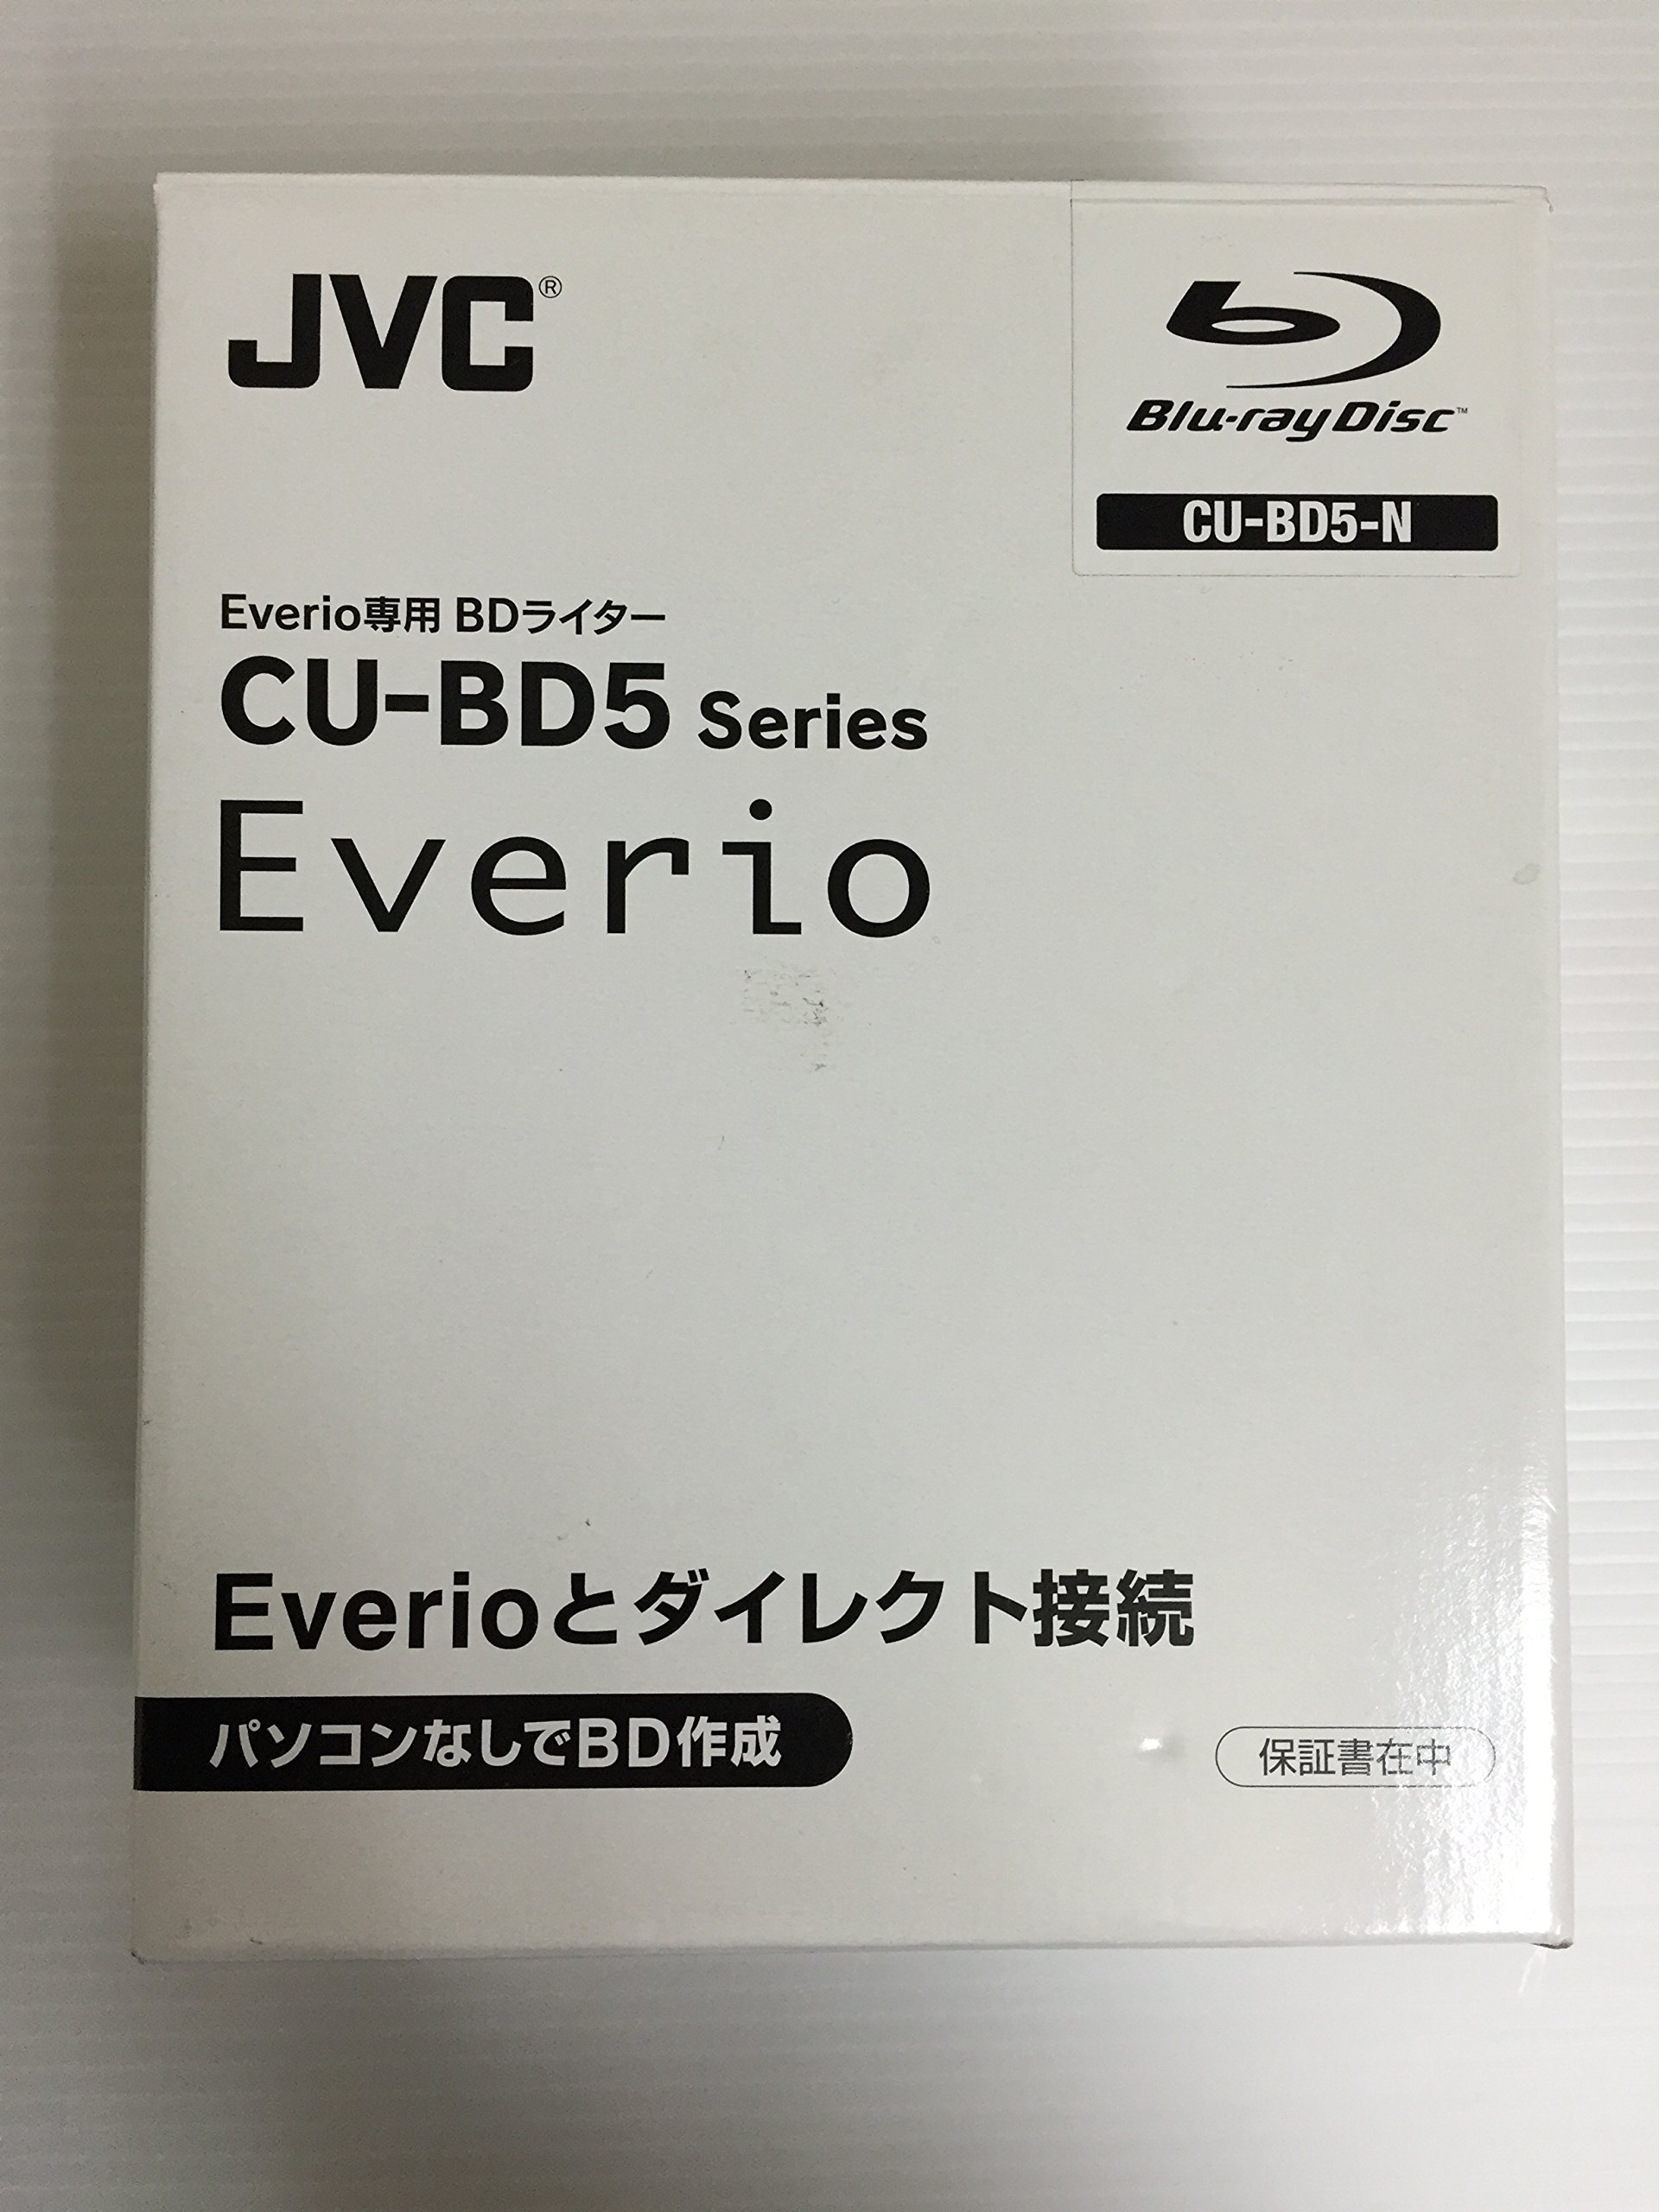 JVC®
Blu-ray Disc™
CU-BD5-N
Everio専用 BDライター
CU-BD5 Series
Everio
Everioとダイレクト接続
パソコンなしでBD作成
保証書在中